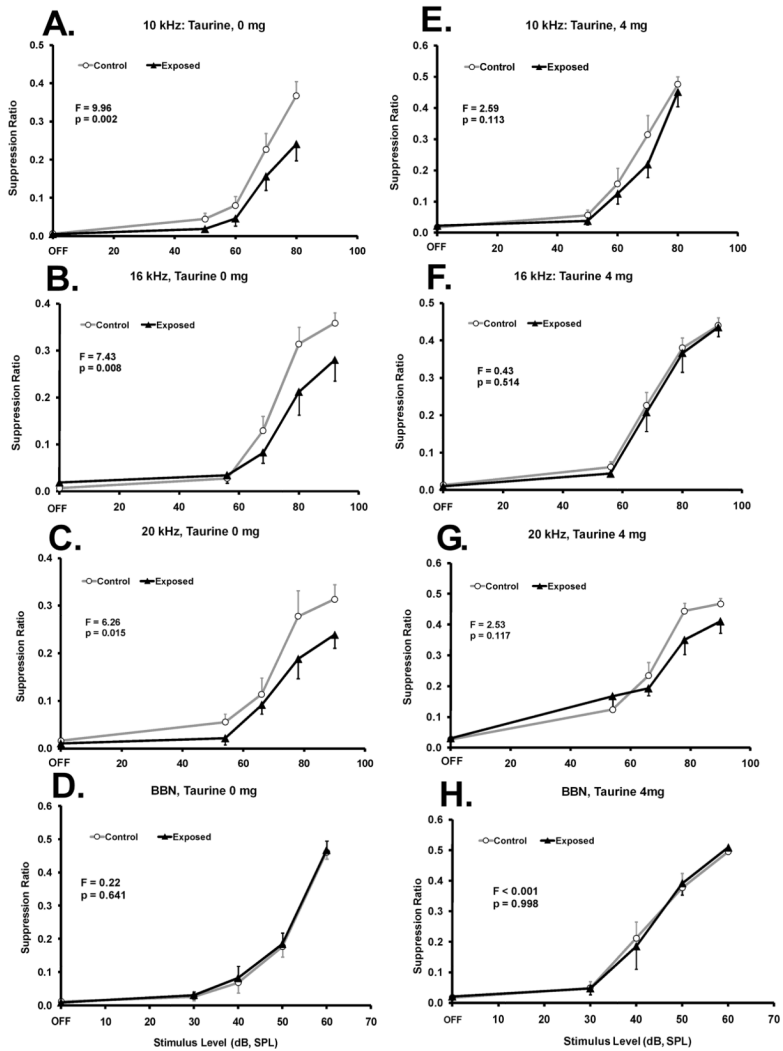 A.
10 kHz: Taurine, 0 mg
Suppression Ratio
0.5
0.4
0.3
0.2
0.1
0.0
Control
Exposed
F = 9.96
p = 0.002
OFF 20 40 60 80 100
E.
10 kHz: Taurine, 4 mg
Suppression Ratio
0.6
0.5
0.4
0.3
0.2
0.1
0.0
Control
Exposed
F = 2.59
p = 0.113
OFF 20 40 60 80 100
B.
16 kHz, Taurine 0 mg
Suppression Ratio
0.4
0.3
0.2
0.1
0.0
Control
Exposed
F = 7.43
p = 0.008
OFF 20 40 60 80 100
F.
16 kHz: Taurine 4 mg
Suppression Ratio
0.5
0.4
0.3
0.2
0.1
0.0
Control
Exposed
F = 0.43
p = 0.514
OFF 20 40 60 80 100
C.
20 kHz, Taurine 0 mg
Suppression Ratio
0.4
0.3
0.2
0.1
0.0
Control
Exposed
F = 6.26
p = 0.015
OFF 20 40 60 80 100
G.
20 kHz, Taurine 4 mg
Suppression Ratio
0.6
0.5
0.4
0.3
0.2
0.1
0.0
Control
Exposed
F = 2.53
p = 0.117
OFF 20 40 60 80 100
D.
BBN, Taurine 0 mg
Suppression Ratio
0.6
0.5
0.4
0.3
0.2
0.1
0.0
Control
Exposed
F = 0.22
p = 0.641
OFF 10 20 30 40 50 60 70
Stimulus Level (dB, SPL)
H.
BBN, Taurine 4mg
Suppression Ratio
0.6
0.5
0.4
0.3
0.2
0.1
0.0
Control
Exposed
F < 0.001
p = 0.998
OFF 10 20 30 40 50 60 70
Stimulus Level (dB, SPL)